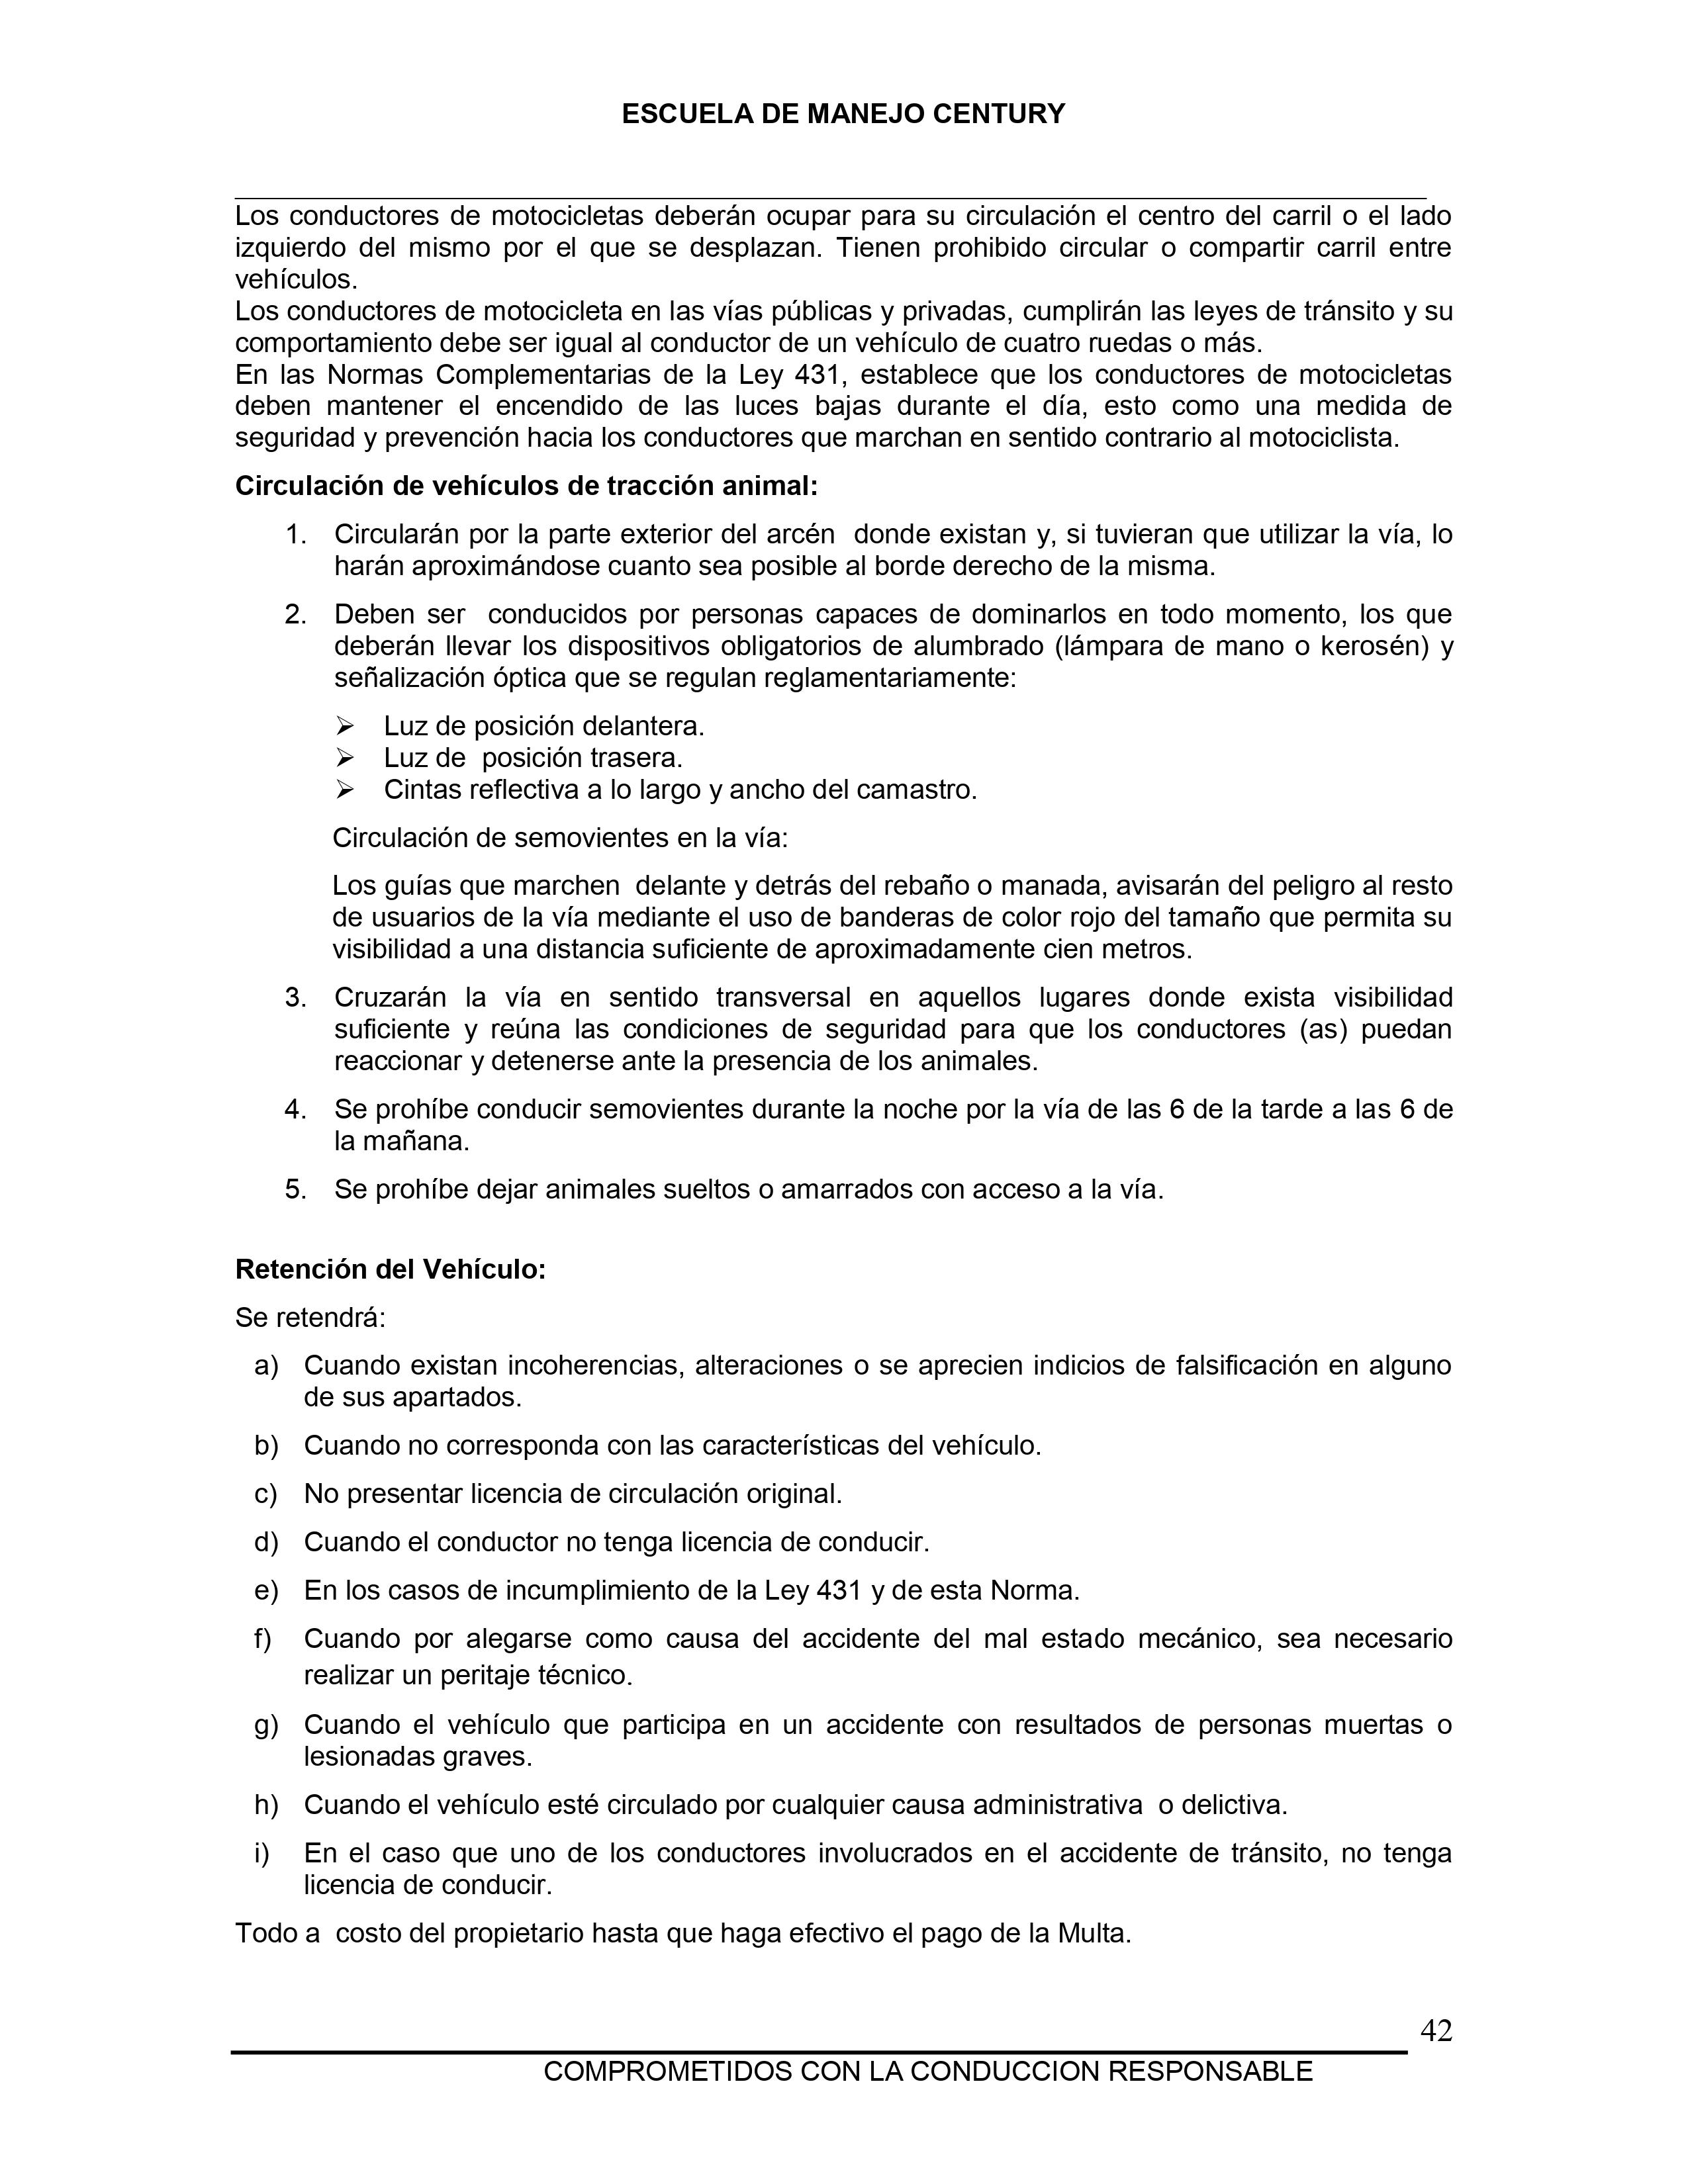 ESCUELA DE MANEJO CENTURY
Los conductores de motocicletas deberán ocupar para su circulación el centro del carril o el lado
izquierdo del mismo por el que se desplazan. Tienen prohibido circular o compartir carril entre
vehículos.
Los conductores de motocicleta en las vías públicas y privadas, cumplirán las leyes de tránsito y su
comportamiento debe ser igual al conductor de un vehículo de cuatro ruedas o más.
En las Normas Complementarias de la Ley 431, establece que los conductores de motocicletas
deben mantener el encendido de las luces bajas durante el día, esto como una medida de
seguridad y prevención hacia los conductores que marchan en sentido contrario al motociclista.
Circulación de vehículos de tracción animal:
1. Circularán por la parte exterior del arcén donde existan y, si tuvieran que utilizar la vía, lo
harán aproximándose cuanto sea posible al borde derecho de la misma.
2. Deben ser conducidos por personas capaces de dominarlos en todo momento, los que
deberán llevar los dispositivos obligatorios de alumbrado (lámpara de mano o kerosén) y
señalización óptica que se regulan reglamentariamente:
➢ Luz de posición delantera.
➢ Luz de posición trasera.
➢ Cintas reflectiva a lo largo y ancho del camastro.
Circulación de semovientes en la vía:
Los guías que marchen delante y detrás del rebaño o manada, avisarán del peligro al resto
de usuarios de la vía mediante el uso de banderas de color rojo del tamaño que permita su
visibilidad a una distancia suficiente de aproximadamente cien metros.
3. Cruzarán la vía en sentido transversal en aquellos lugares donde exista visibilidad
suficiente y reúna las condiciones de seguridad para que los conductores (as) puedan
reaccionar y detenerse ante la presencia de los animales.
4. Se prohíbe conducir semovientes durante la noche por la vía de las 6 de la tarde a las 6 de
la mañana.
5. Se prohíbe dejar animales sueltos o amarrados con acceso a la vía.
Retención del Vehículo:
Se retendrá:
a) Cuando existan incoherencias, alteraciones o se aprecien indicios de falsificación en alguno
de sus apartados.
b) Cuando no corresponda con las características del vehículo.
c) No presentar licencia de circulación original.
d) Cuando el conductor no tenga licencia de conducir.
e) En los casos de incumplimiento de la Ley 431 y de esta Norma.
f) Cuando por alegarse como causa del accidente del mal estado mecánico, sea necesario
realizar un peritaje técnico.
g) Cuando el vehículo que participa en un accidente con resultados de personas muertas o
lesionadas graves.
h) Cuando el vehículo esté circulado por cualquier causa administrativa o delictiva.
i) En el caso que uno de los conductores involucrados en el accidente de tránsito, no tenga
licencia de conducir.
Todo a costo del propietario hasta que haga efectivo el pago de la Multa.
42
COMPROMETIDOS CON LA CONDUCCION RESPONSABLE